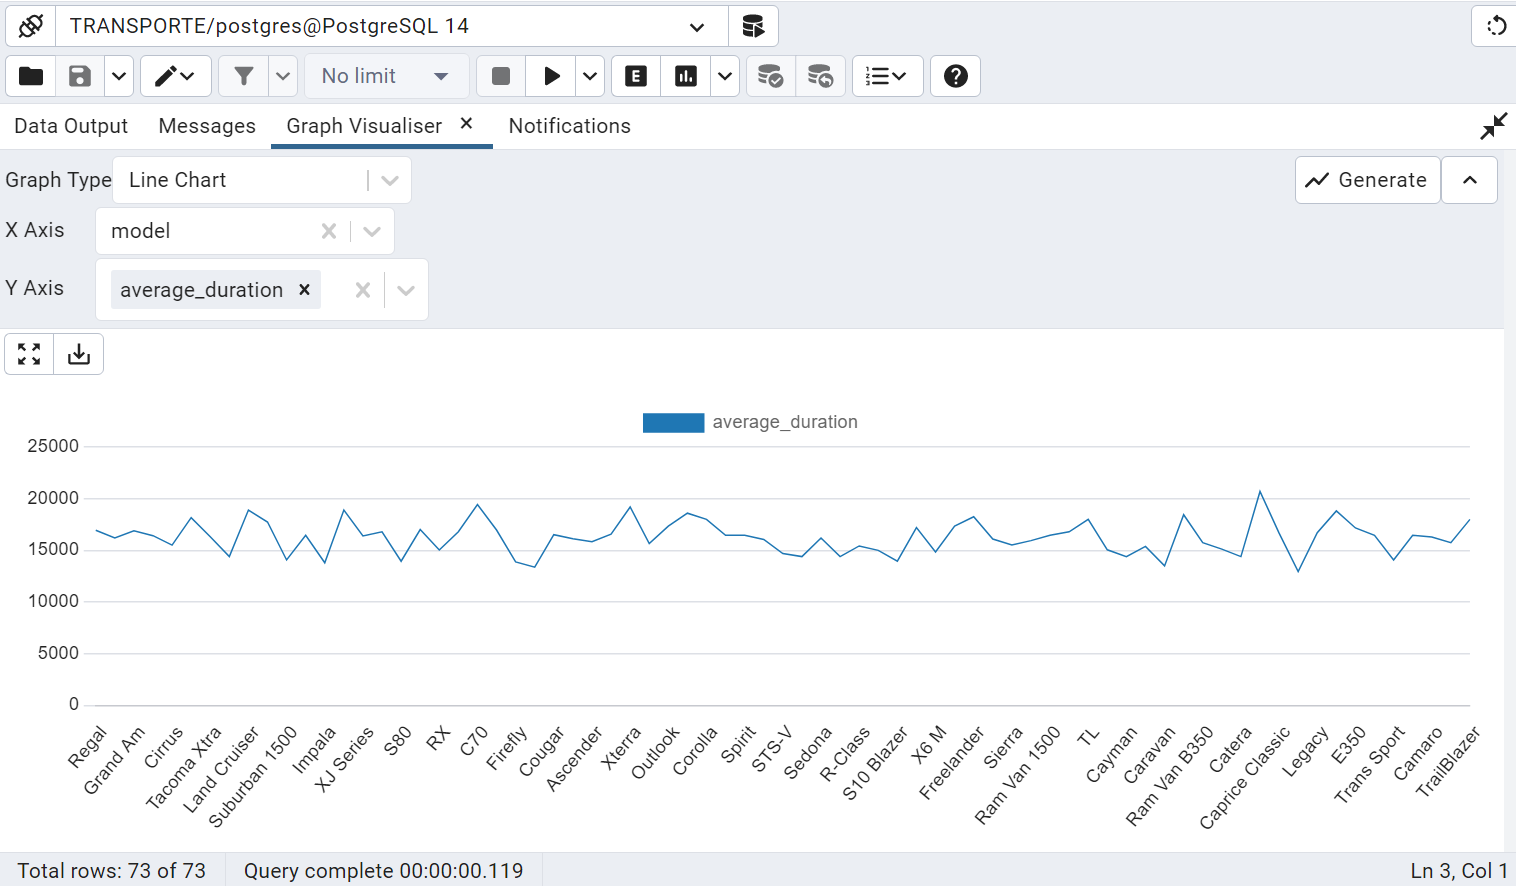 TRANSPORTE/postgres@PostgreSQL 14
No limit
E
Data Output Messages Graph Visualiser Notifications
Graph Type Line Chart Generate
X Axis model
Y Axis average_duration
average_duration
25000
20000
15000
10000
5000
0
Regal
Grand Am
Cirrus
Tacoma Xtra
Land Cruiser
Suburban 1500
Impala
XJ Series
S80
RX
C70
Firefly
Cougar
Ascender
Xterra
Outlook
Corolla
Spirit
STS-V
Sedona
R-Class
S10 Blazer
X6 M
Freelander
Sierra
Ram Van 1500
TL
Cayman
Caravan
Ram Van B350
Catera
Caprice Classic
Legacy
E350
Trans Sport
Camaro
TrailBlazer
Total rows: 73 of 73 Query complete 00:00:00.119 Ln 3, Col 1